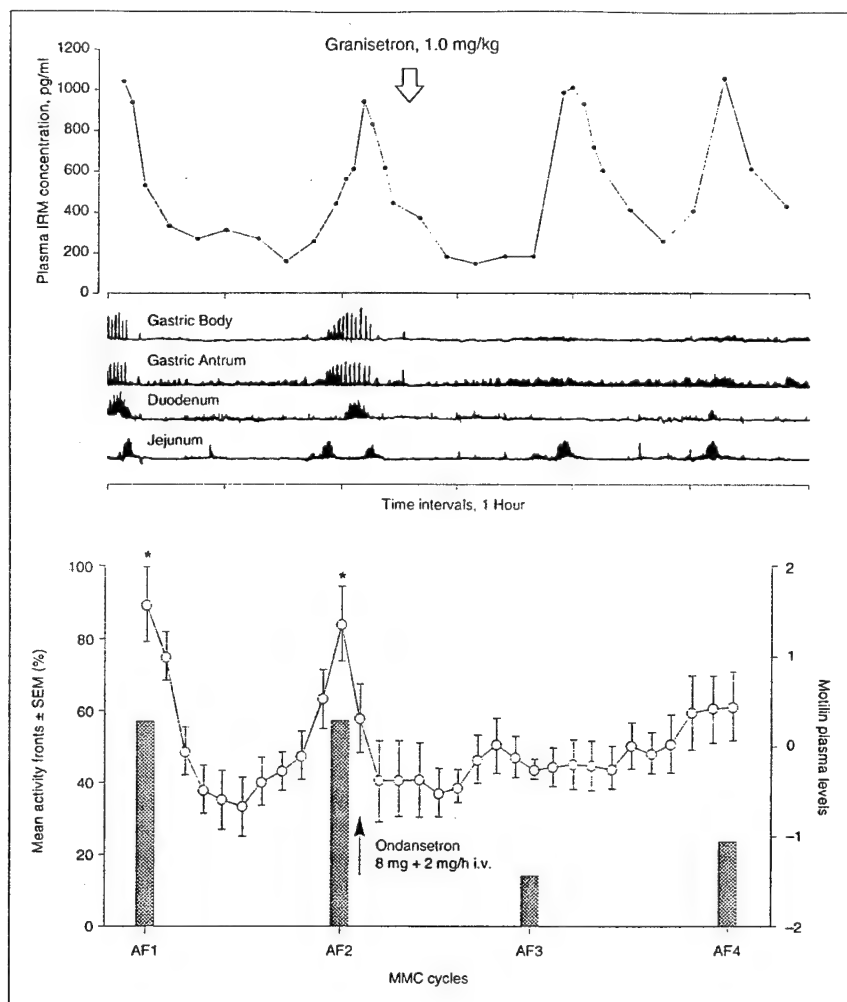 Granisetron, 1.0 mg/kg
Plasma IRM concentration, pg/ml
1200
1000
800
600
400
200
0
Gastric Body
Gastric Antrum
Duodenum
Jejunum
Time intervals, 1 Hour
Mean activity fronts ± SEM (%)
100
80
60
40
20
0
*
*
Ondansetron
8 mg + 2 mg/h i.v.
2
1
0
–1
–2
Motilin plasma levels
AF1
AF2
AF3
AF4
MMC cycles